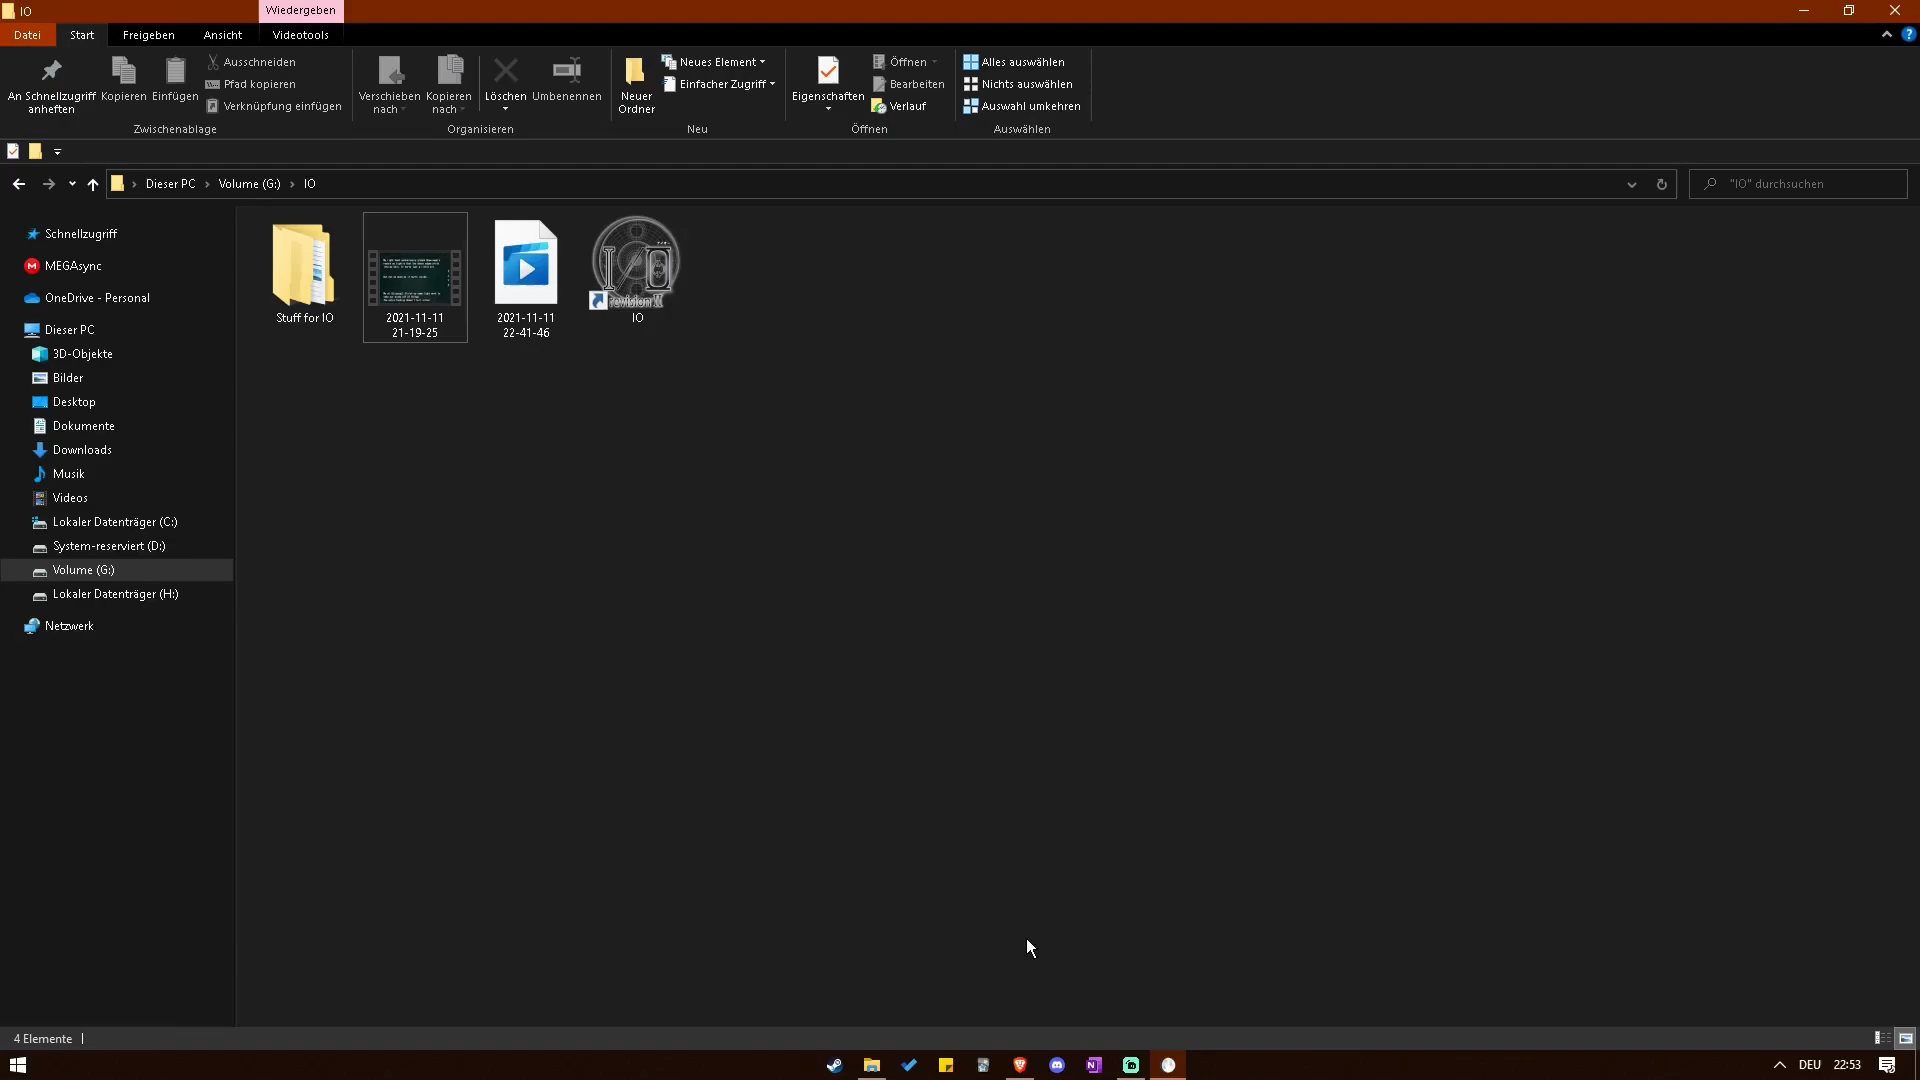 IO
Wiedergeben
Datei
Start
Freigeben
Ansicht
Videotools
An Schnellzugriff
anheften
Kopieren
Einfügen
Ausschneiden
Pfad kopieren
Verknüpfung einfügen
Zwischenablage
Verschieben
nach
Kopieren
nach
Löschen
Umbenennen
Organisieren
Neuer
Ordner
Neues Element
Einfacher Zugriff
Neu
Eigenschaften
Öffnen
Bearbeiten
Verlauf
Öffnen
Alles auswählen
Nichts auswählen
Auswahl umkehren
Auswählen
Dieser PC
Volume (G:)
IO
"IO" durchsuchen
Schnellzugriff
MEGAsync
OneDrive - Personal
Dieser PC
3D-Objekte
Bilder
Desktop
Dokumente
Downloads
Musik
Videos
Lokaler Datenträger (C:)
System-reserviert (D:)
Volume (G:)
Lokaler Datenträger (H:)
Netzwerk
Stuff for IO
2021-11-11
21-19-25
2021-11-11
22-41-46
I/O
revision II
IO
4 Elemente
DEU
22:53